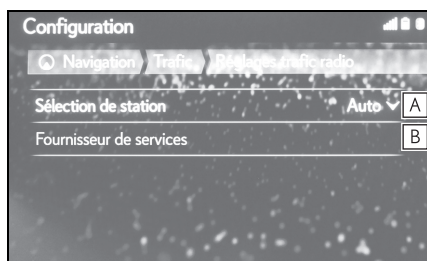 Configuration
Navigation Trafic Réglages trafic radio
Sélection de station Auto A
Fournisseur de services B